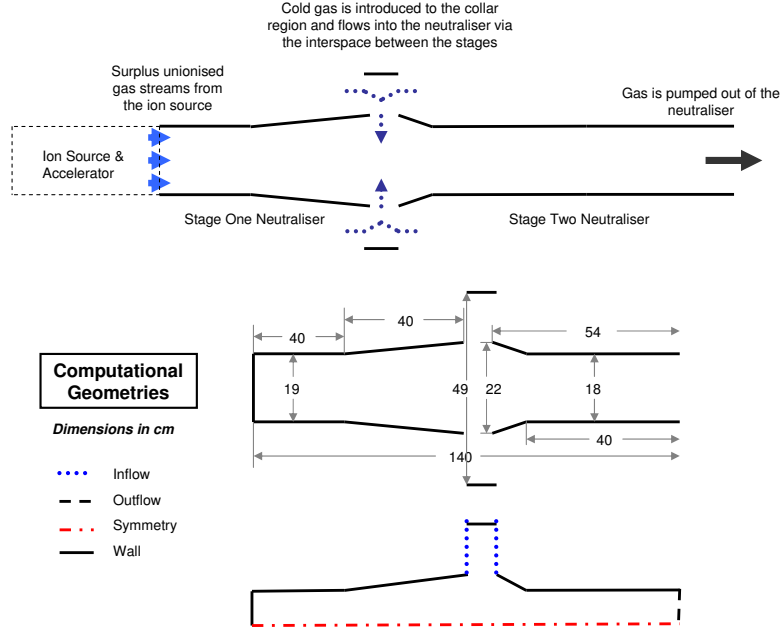 Cold gas is introduced to the collar
region and flows into the neutraliser via
the interspace between the stages
Surplus unionised
gas streams from
the ion source
Gas is pumped out of the
neutraliser
Ion Source &
Accelerator
Stage One Neutraliser
Stage Two Neutraliser
40
40
54
19
49
22
18
40
140
Computational
Geometries
Dimensions in cm
Inflow
Outflow
Symmetry
Wall